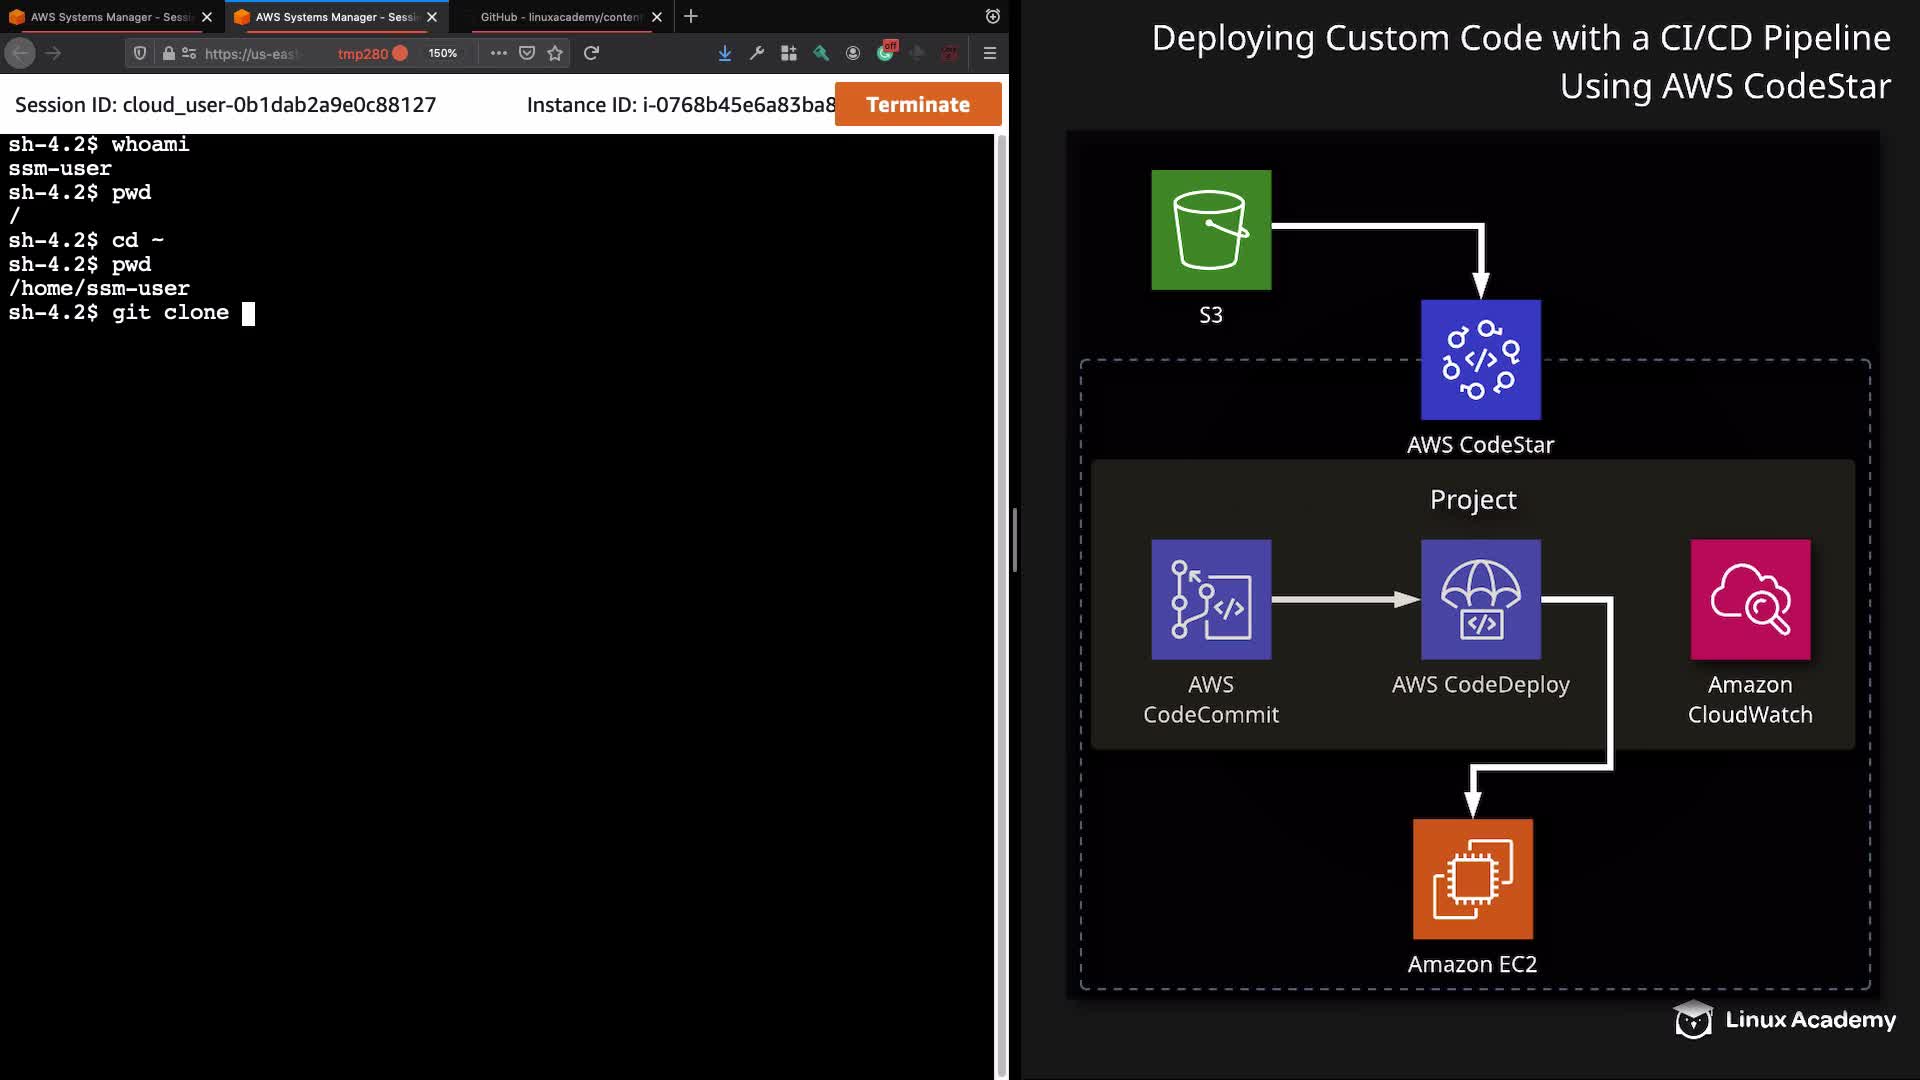 AWS Systems Manager - Sessi
AWS Systems Manager - Sessi
GitHub - linuxacademy/conten
https://us-eas
tmp280
150%
off
Session ID: cloud_user-0b1dab2a9e0c88127
Instance ID: i-0768b45e6a83ba8
Terminate
sh-4.2$ whoami
ssm-user
sh-4.2$ pwd
/
sh-4.2$ cd ~
sh-4.2$ pwd
/home/ssm-user
sh-4.2$ git clone
Deploying Custom Code with a CI/CD Pipeline
Using AWS CodeStar
S3
AWS CodeStar
Project
AWS
CodeCommit
AWS CodeDeploy
Amazon
CloudWatch
Amazon EC2
Linux Academy